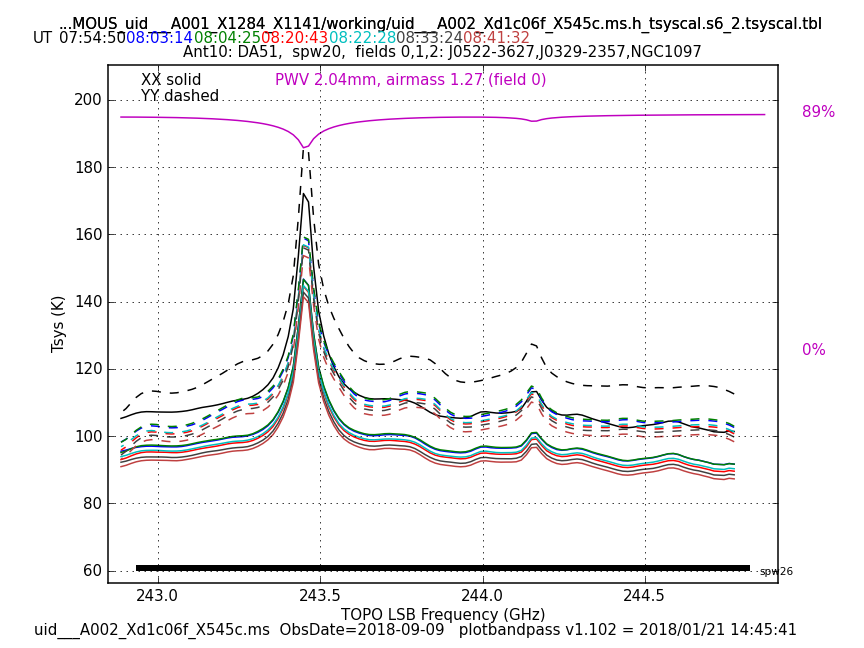 ...MOUS_uid___A001_X1284_X1141/working/uid___A002_Xd1c06f_X545c.ms.h_tsyscal.s6_2.tsyscal.tbl
UT 07:54:50 08:03:14 08:04:25 08:20:43 08:22:28 08:33:24 08:41:32
Ant10: DA51, spw20, fields 0,1,2: J0522-3627,J0329-2357,NGC1097
XX solid PWV 2.04mm, airmass 1.27 (field 0)
YY dashed
200
89%
180
160
140
Tsys (K)
120
0%
100
80
60
spw26
243.0 243.5 244.0 244.5
TOPO LSB Frequency (GHz)
uid___A002_Xd1c06f_X545c.ms ObsDate=2018-09-09 plotbandpass v1.102 = 2018/01/21 14:45:41